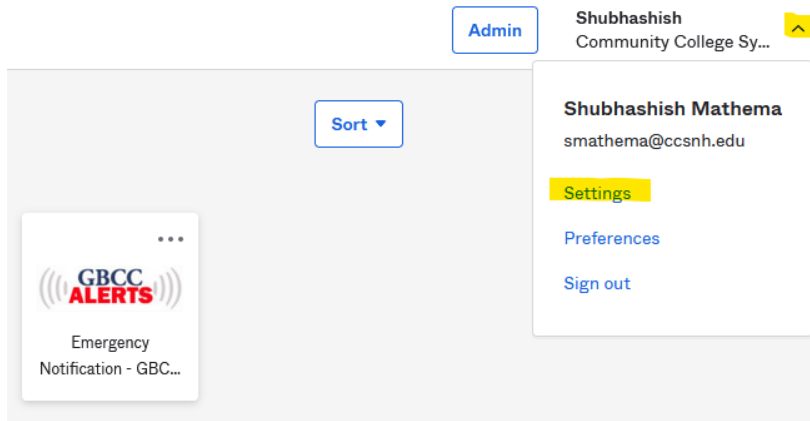 Admin
Shubhashish
Community College Sy...
Sort
Shubhashish Mathema
smathema@ccsnh.edu
Settings
Preferences
Sign out
GBCC
ALERTS
Emergency
Notification - GBC...